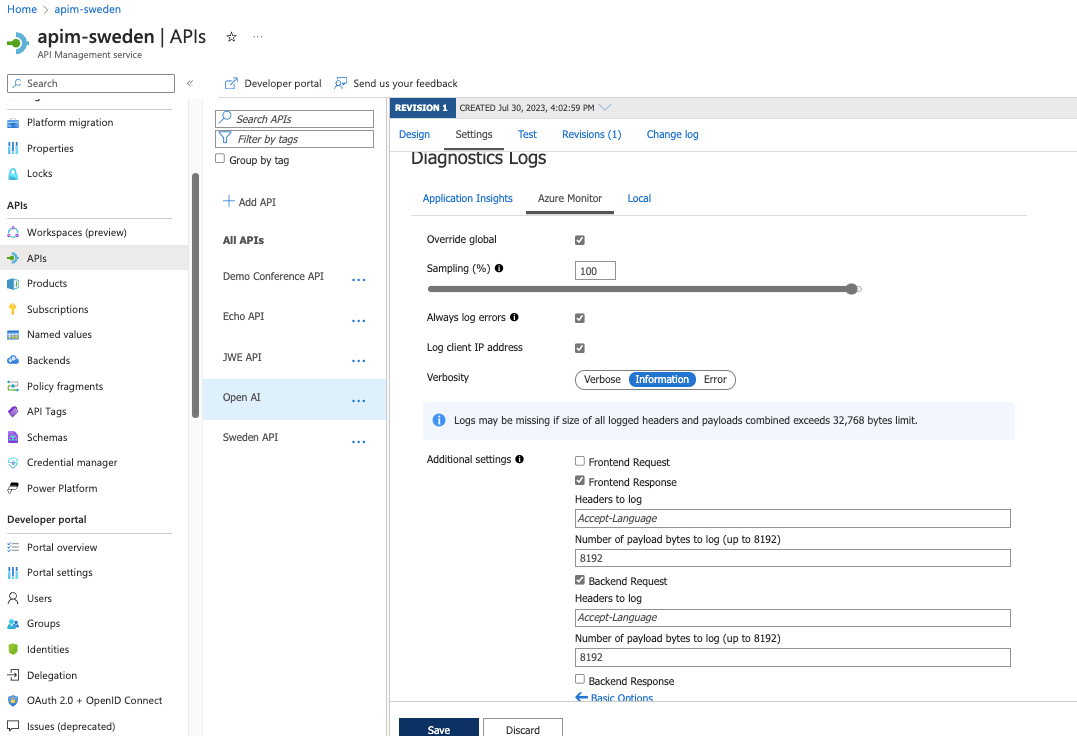 Home > apim-sweden
apim-sweden | APIs
API Management service
Search
«
Platform migration
Properties
Locks
APIs
Workspaces (preview)
APIs
Products
Subscriptions
Named values
Backends
Policy fragments
API Tags
Schemas
Credential manager
Power Platform
Developer portal
Portal overview
Portal settings
Users
Groups
Identities
Delegation
OAuth 2.0 + OpenID Connect
Issues (deprecated)
Developer portal
Send us your feedback
Search APIs
Filter by tags
Group by tag
Add API
All APIs
Demo Conference API
Echo API
JWE API
Open AI
Sweden API
REVISION 1 CREATED Jul 30, 2023, 4:02:59 PM
Design Settings Test Revisions (1) Change log
Diagnostics Logs
Application Insights Azure Monitor Local
Override global
Sampling (%) 100
Always log errors
Log client IP address
Verbosity Verbose Information Error
Logs may be missing if size of all logged headers and payloads combined exceeds 32,768 bytes limit.
Additional settings
Frontend Request
Frontend Response
Headers to log
Accept-Language
Number of payload bytes to log (up to 8192)
8192
Backend Request
Headers to log
Accept-Language
Number of payload bytes to log (up to 8192)
8192
Backend Response
Basic Options
Save Discard